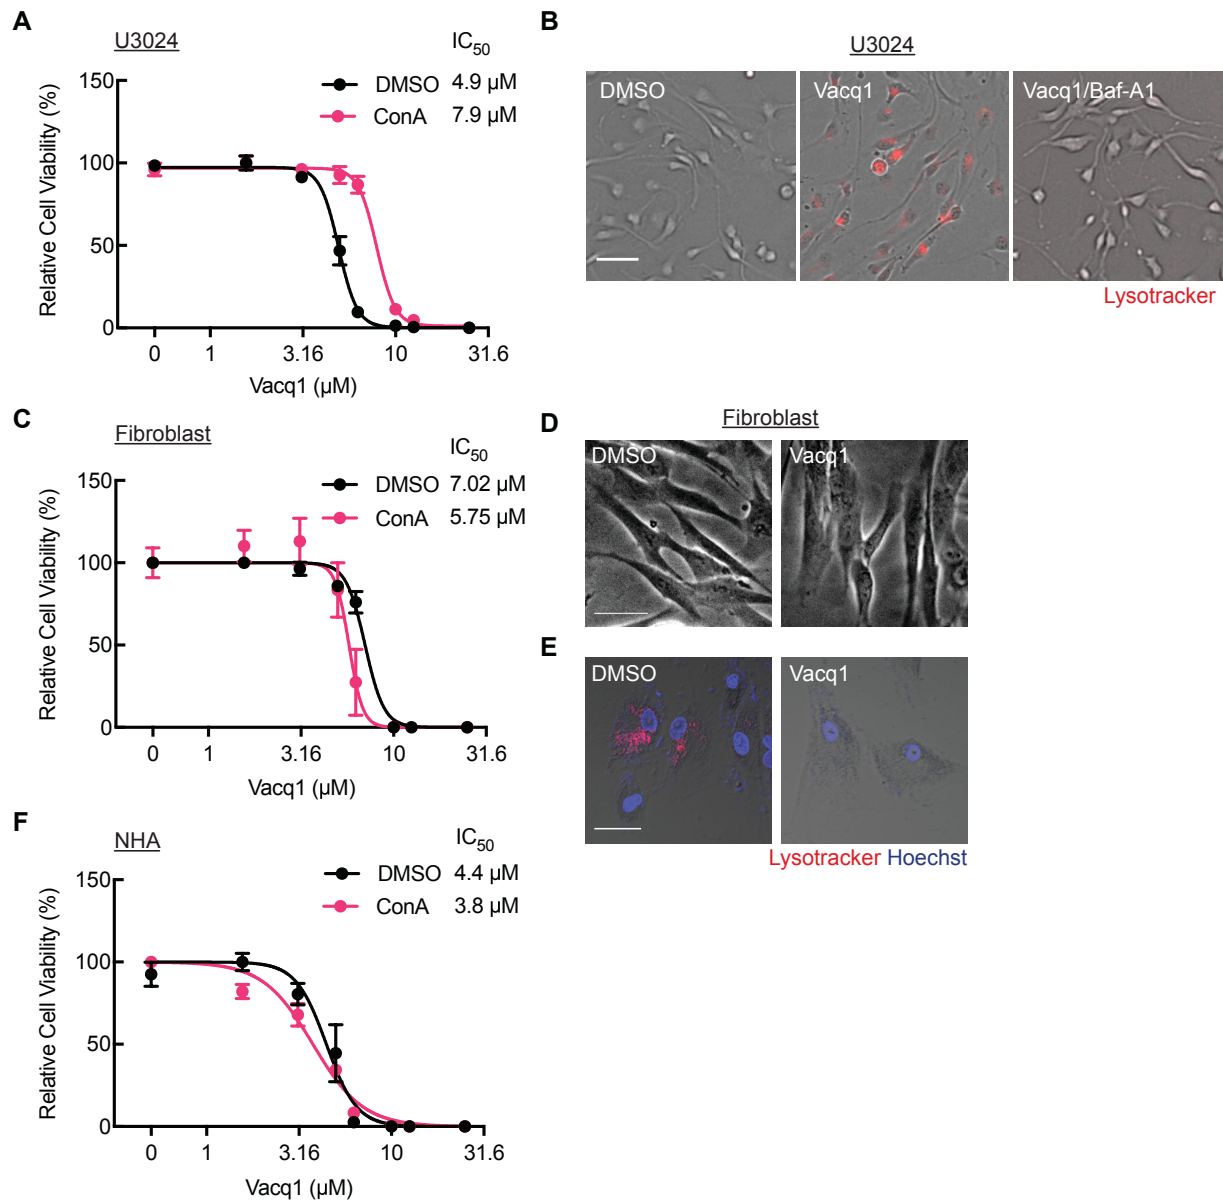 A
U3024
IC50
DMSO 4.9 µM
ConA 7.9 µM
Relative Cell Viability (%)
150
100
50
0
0 1 3.16 10 31.6
Vacq1 (µM)
B
U3024
DMSO
Vacq1
Vacq1/Baf-A1
Lysotracker
C
Fibroblast
IC50
DMSO 7.02 µM
ConA 5.75 µM
Relative Cell Viability (%)
150
100
50
0
0 1 3.16 10 31.6
Vacq1 (µM)
D
Fibroblast
DMSO
Vacq1
E
DMSO
Vacq1
Lysotracker Hoechst
F
NHA
IC50
DMSO 4.4 µM
ConA 3.8 µM
Relative Cell Viability (%)
150
100
50
0
0 1 3.16 10 31.6
Vacq1 (µM)